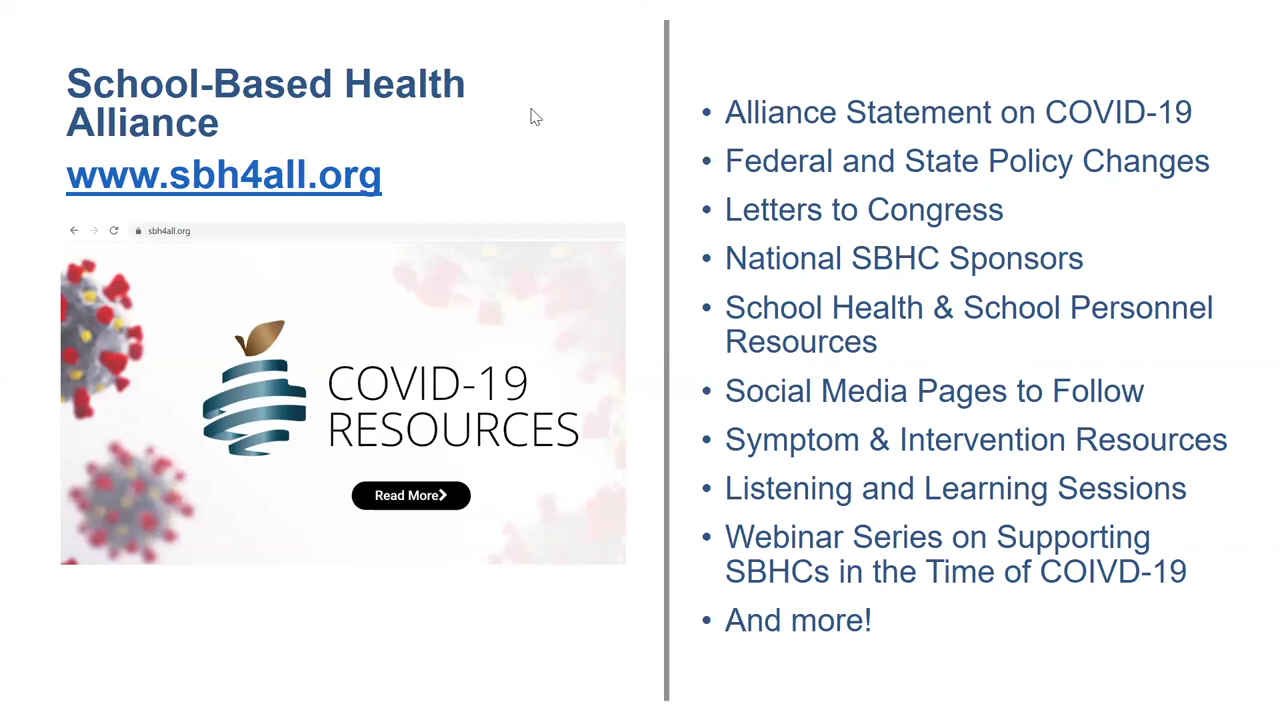 School-Based Health
Alliance
www.sbh4all.org
sbh4all.org
COVID-19
RESOURCES
Read More
• Alliance Statement on COVID-19
• Federal and State Policy Changes
• Letters to Congress
• National SBHC Sponsors
• School Health & School Personnel
Resources
• Social Media Pages to Follow
• Symptom & Intervention Resources
• Listening and Learning Sessions
• Webinar Series on Supporting
SBHCs in the Time of COIVD-19
• And more!